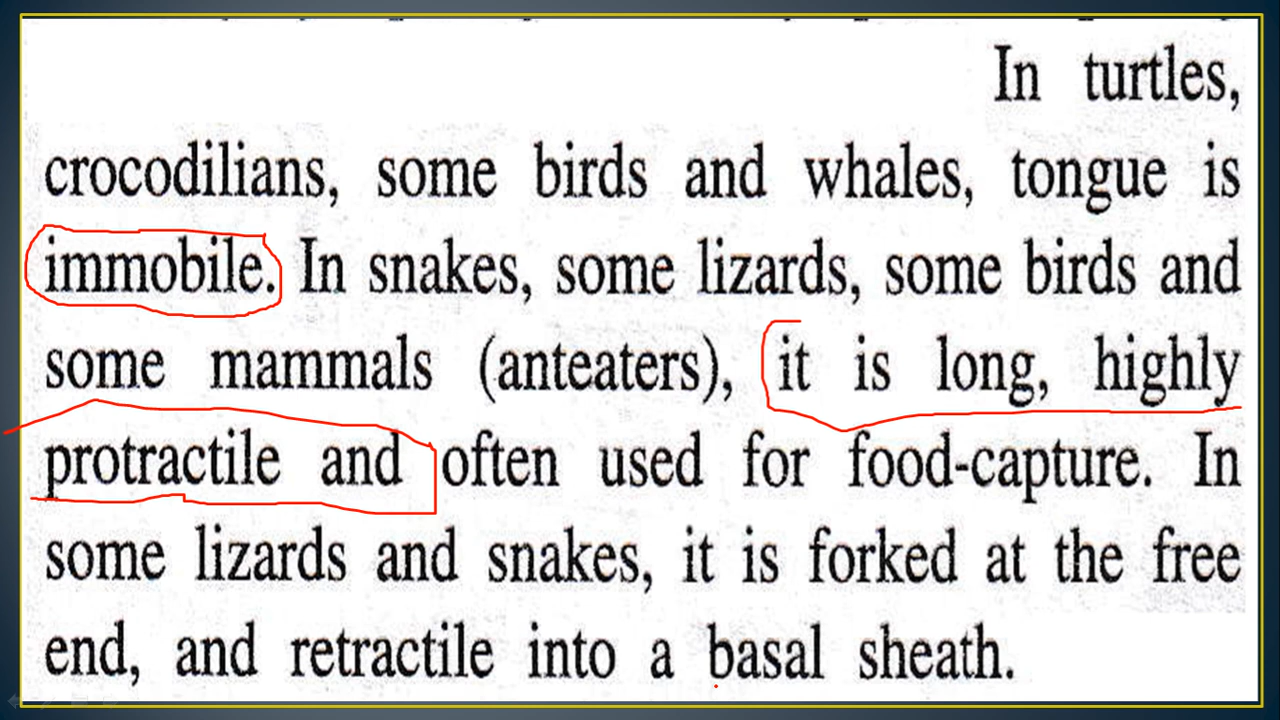 In turtles,
crocodilians, some birds and whales, tongue is
immobile. In snakes, some lizards, some birds and
some mammals (anteaters), it is long, highly
protractile and often used for food-capture. In
some lizards and snakes, it is forked at the free
end, and retractile into a basal sheath.